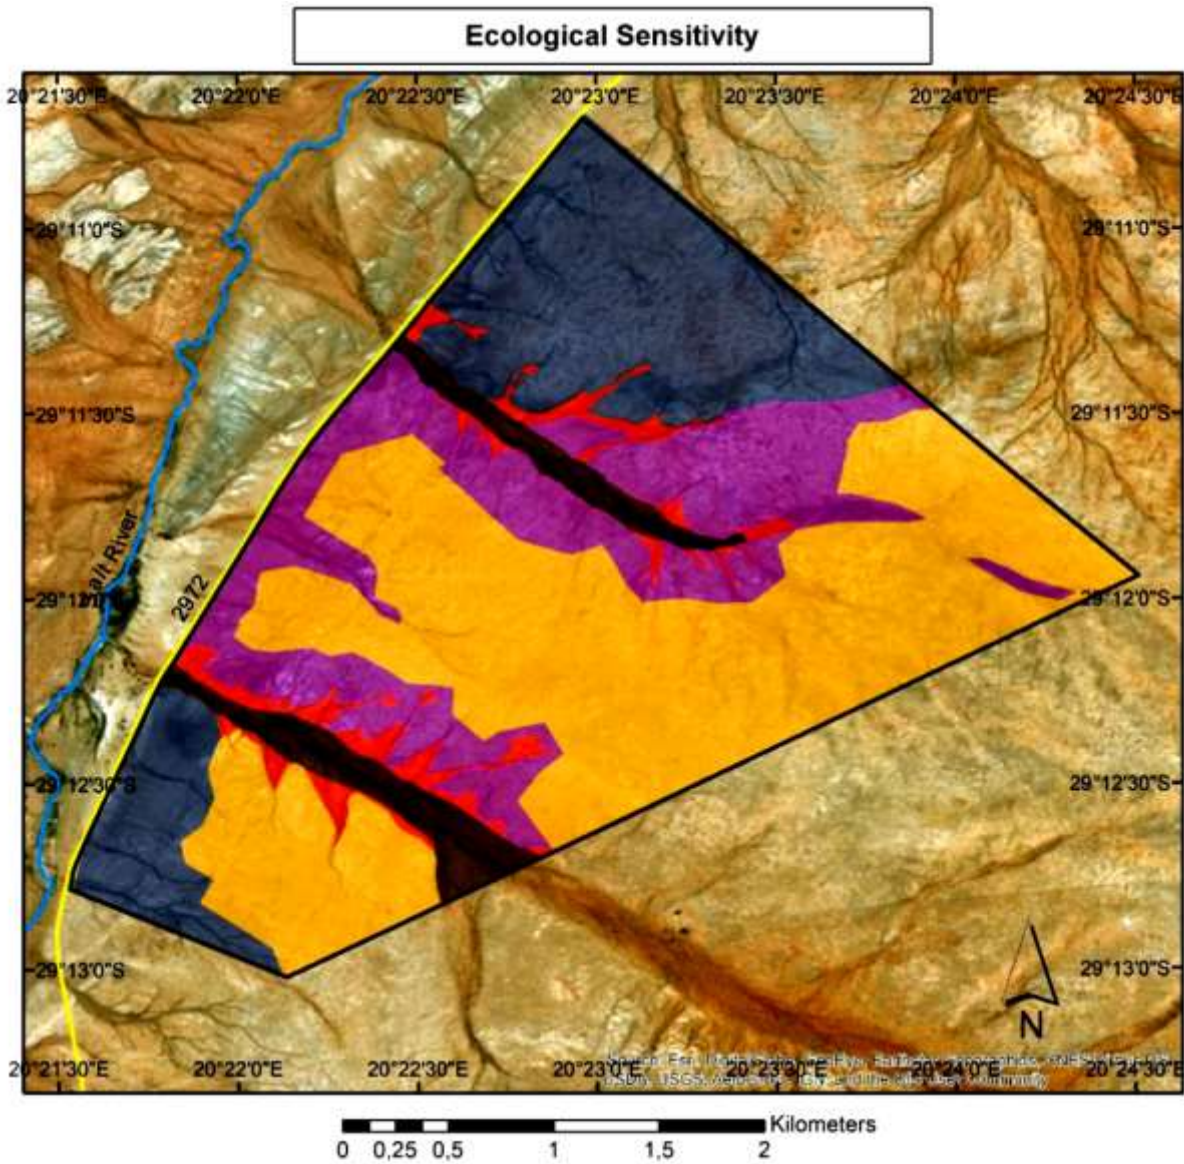 Ecological Sensitivity
20°21'30"E 20°22'0"E 20°22'30"E 20°23'0"E 20°23'30"E 20°24'0"E 20°24'30"E
29°11'0"S 29°11'0"S
29°11'30"S 29°11'30"S
River
2972
29°12'0"S
29°12'30"S 29°12'30"S
29°13'0"S 29°13'0"S
N
20°21'30"E 20°22'0"E 20°22'30"E 20°23'0"E 20°23'30"E 20°24'0"E 20°24'30"E
Kilometers
0 0,25 0,5 1 1,5 2